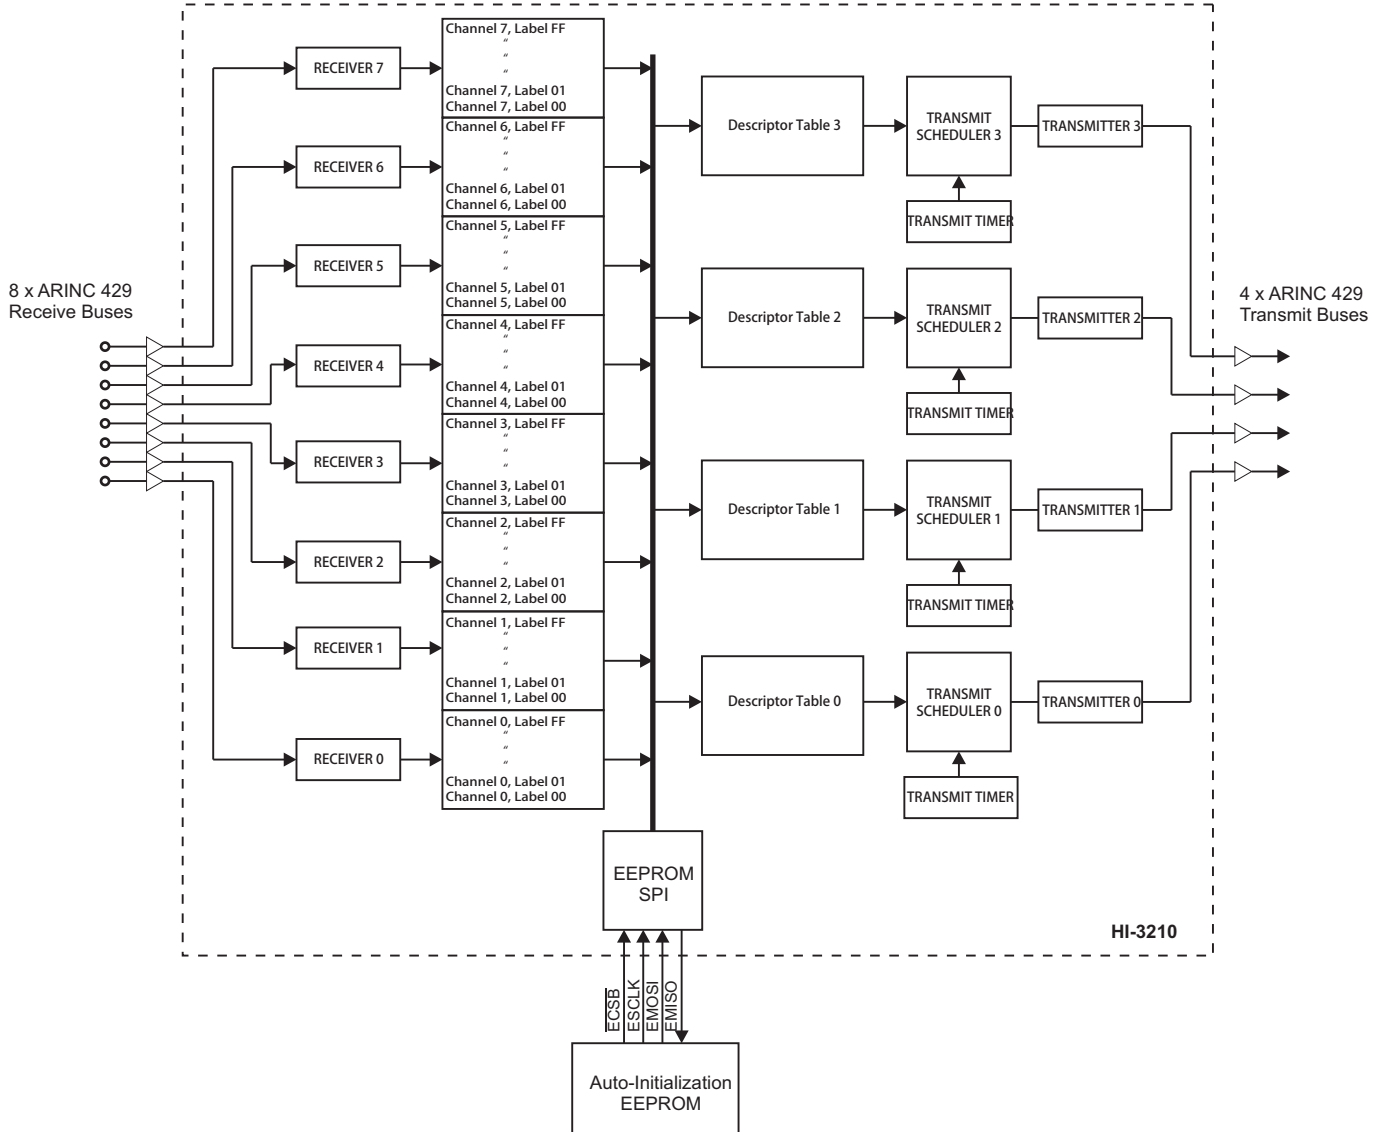 8 x ARINC 429
Receive Buses
RECEIVER 7
RECEIVER 6
RECEIVER 5
RECEIVER 4
RECEIVER 3
RECEIVER 2
RECEIVER 1
RECEIVER 0
Channel 7, Label FF
"
"
"
Channel 7, Label 01
Channel 7, Label 00
Channel 6, Label FF
"
"
"
Channel 6, Label 01
Channel 6, Label 00
Channel 5, Label FF
"
"
"
Channel 5, Label 01
Channel 5, Label 00
Channel 4, Label FF
"
"
"
Channel 4, Label 01
Channel 4, Label 00
Channel 3, Label FF
"
"
"
Channel 3, Label 01
Channel 3, Label 00
Channel 2, Label FF
"
"
"
Channel 2, Label 01
Channel 2, Label 00
Channel 1, Label FF
"
"
"
Channel 1, Label 01
Channel 1, Label 00
Channel 0, Label FF
"
"
"
Channel 0, Label 01
Channel 0, Label 00
Descriptor Table 3
TRANSMIT
SCHEDULER 3
TRANSMITTER 3
TRANSMIT TIMER
Descriptor Table 2
TRANSMIT
SCHEDULER 2
TRANSMITTER 2
TRANSMIT TIMER
Descriptor Table 1
TRANSMIT
SCHEDULER 1
TRANSMITTER 1
TRANSMIT TIMER
Descriptor Table 0
TRANSMIT
SCHEDULER 0
TRANSMITTER 0
TRANSMIT TIMER
4 x ARINC 429
Transmit Buses
EEPROM
SPI
HI-3210
ECSB
ESCLK
EMOSI
EMISO
Auto-Initialization
EEPROM